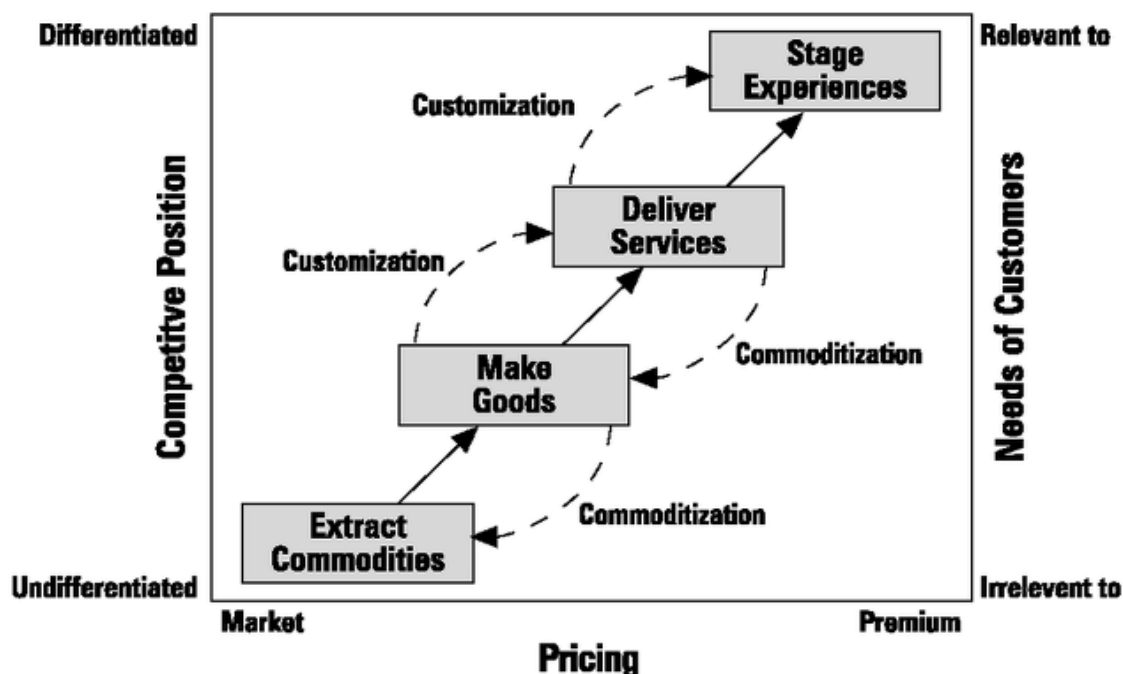 Differentiated
Relevant to
Stage
Experiences
Customization
Deliver
Services
Customization
Competitve Position
Needs of Customers
Commoditization
Make
Goods
Commoditization
Extract
Commodities
Undifferentiated
Irrelevent to
Market
Premium
Pricing